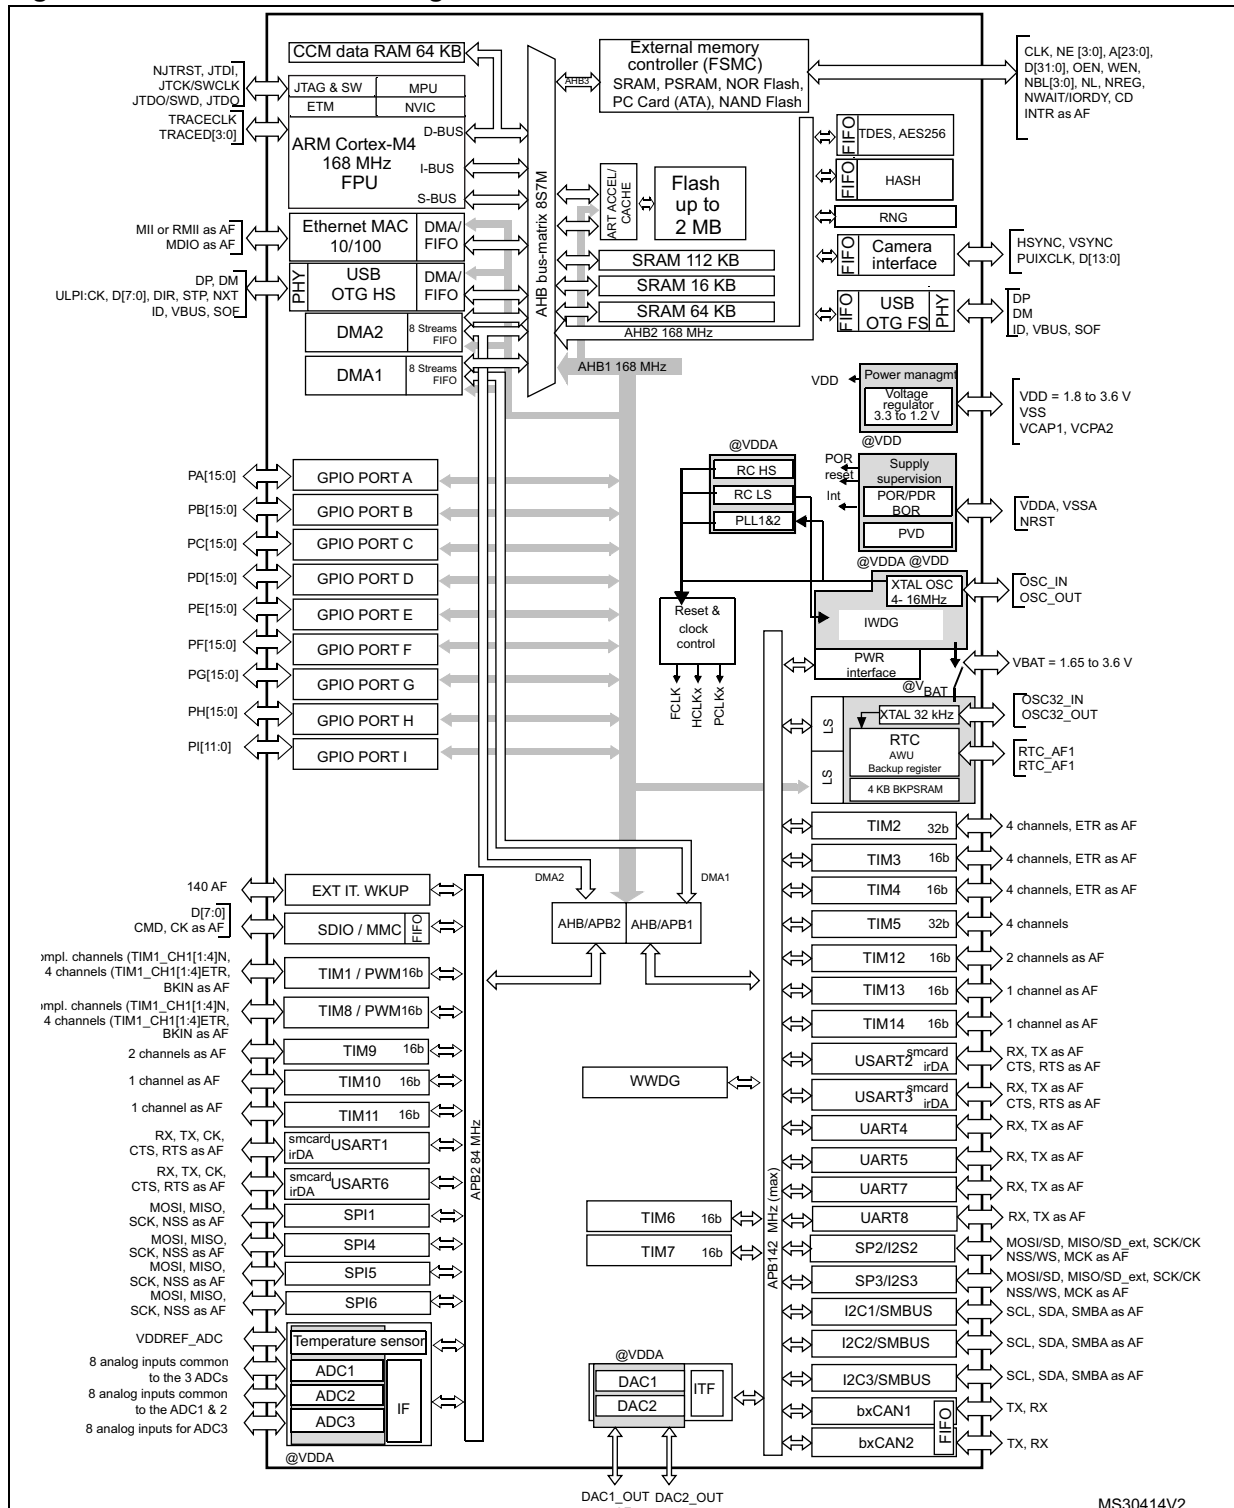 CCM data RAM 64 KB
External memory
controller (FSMC)
SRAM, PSRAM, NOR Flash,
PC Card (ATA), NAND Flash
CLK, NE [3:0], A[23:0],
D[31:0], OEN, WEN,
NBL[3:0], NL, NREG,
NWAIT/IORDY, CD
INTR as AF
NJTRST, JTDI,
JTCK/SWCLK
JTDO/SWD, JTDO
JTAG & SW
MPU
ETM
NVIC
AHB3
TRACECLK
TRACED[3:0]
ARM Cortex-M4
168 MHz
FPU
D-BUS
I-BUS
S-BUS
AHB bus-matrix 8S7M
ART ACCEL/
CACHE
Flash
up to
2 MB
FIFO
TDES, AES256
FIFO
HASH
RNG
FIFO
Camera
interface
HSYNC, VSYNC
PUIXCLK, D[13:0]
MII or RMII as AF
MDIO as AF
Ethernet MAC
10/100
DMA/
FIFO
SRAM 112 KB
SRAM 16 KB
SRAM 64 KB
DP, DM
ULPI:CK, D[7:0], DIR, STP, NXT
ID, VBUS, SOF
PHY
USB
OTG HS
DMA/
FIFO
FIFO
USB
OTG FS
PHY
DP
DM
ID, VBUS, SOF
DMA2
8 Streams
FIFO
AHB2 168 MHz
DMA1
8 Streams
FIFO
AHB1 168 MHz
VDD
Power managmt
Voltage
regulator
3.3 to 1.2 V
@VDD
VDD = 1.8 to 3.6 V
VSS
VCAP1, VCPA2
@VDDA
RC HS
RC LS
PLL1&2
POR
reset
Int
Supply
supervision
POR/PDR
BOR
PVD
VDDA, VSSA
NRST
@VDDA @VDD
PA[15:0]
GPIO PORT A
PB[15:0]
GPIO PORT B
PC[15:0]
GPIO PORT C
PD[15:0]
GPIO PORT D
PE[15:0]
GPIO PORT E
PF[15:0]
GPIO PORT F
PG[15:0]
GPIO PORT G
PH[15:0]
GPIO PORT H
PI[11:0]
GPIO PORT I
XTAL OSC
4- 16MHz
OSC_IN
OSC_OUT
IWDG
Reset &
clock
control
FCLK
HCLKx
PCLKx
PWR
interface
VBAT = 1.65 to 3.6 V
@VBAT
LS
LS
XTAL 32 kHz
OSC32_IN
OSC32_OUT
RTC
AWU
Backup register
4 KB BKPSRAM
RTC_AF1
RTC_AF1
TIM2 32b
4 channels, ETR as AF
TIM3 16b
4 channels, ETR as AF
TIM4 16b
4 channels, ETR as AF
TIM5 32b
4 channels
TIM12 16b
2 channels as AF
TIM13 16b
1 channel as AF
TIM14 16b
1 channel as AF
USART2
smcard
irDA
RX, TX as AF
CTS, RTS as AF
USART3
smcard
irDA
RX, TX as AF
CTS, RTS as AF
UART4
RX, TX as AF
UART5
RX, TX as AF
UART7
RX, TX as AF
UART8
RX, TX as AF
SP2/I2S2
MOSI/SD, MISO/SD_ext, SCK/CK
NSS/WS, MCK as AF
SP3/I2S3
MOSI/SD, MISO/SD_ext, SCK/CK
NSS/WS, MCK as AF
I2C1/SMBUS
SCL, SDA, SMBA as AF
I2C2/SMBUS
SCL, SDA, SMBA as AF
I2C3/SMBUS
SCL, SDA, SMBA as AF
bxCAN1
TX, RX
bxCAN2
FIFO
TX, RX
DMA2
DMA1
AHB/APB2
AHB/APB1
WWDG
TIM6 16b
TIM7 16b
APB142 MHz (max)
@VDDA
DAC1
DAC2
ITF
DAC1_OUT
DAC2_OUT
140 AF
EXT IT. WKUP
D[7:0]
CMD, CK as AF
SDIO / MMC
FIFO
ompl. channels (TIM1_CH1[1:4]N,
4 channels (TIM1_CH1[1:4]ETR,
BKIN as AF
TIM1 / PWM 16b
ompl. channels (TIM1_CH1[1:4]N,
4 channels (TIM1_CH1[1:4]ETR,
BKIN as AF
TIM8 / PWM 16b
2 channels as AF
TIM9 16b
1 channel as AF
TIM10 16b
1 channel as AF
TIM11 16b
RX, TX, CK,
CTS, RTS as AF
smcard
irDA
USART1
RX, TX, CK,
CTS, RTS as AF
smcard
irDA
USART6
MOSI, MISO,
SCK, NSS as AF
SPI1
MOSI, MISO,
SCK, NSS as AF
SPI4
MOSI, MISO,
SCK, NSS as AF
SPI5
MOSI, MISO,
SCK, NSS as AF
SPI6
APB2 84 MHz
VDDREF_ADC
Temperature sensor
8 analog inputs common
to the 3 ADCs
ADC1
8 analog inputs common
to the ADC1 & 2
ADC2
8 analog inputs for ADC3
ADC3
IF
@VDDA
MS30414V2